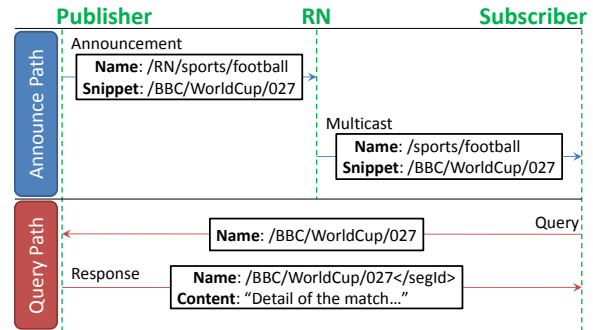 Publisher RN Subscriber
Announce Path
Announcement
Name: /RN/sports/football
Snippet: /BBC/WorldCup/027
Multicast
Name: /sports/football
Snippet: /BBC/WorldCup/027
Query Path
Query
Name: /BBC/WorldCup/027
Response
Name: /BBC/WorldCup/027</segId>
Content: “Detail of the match…”